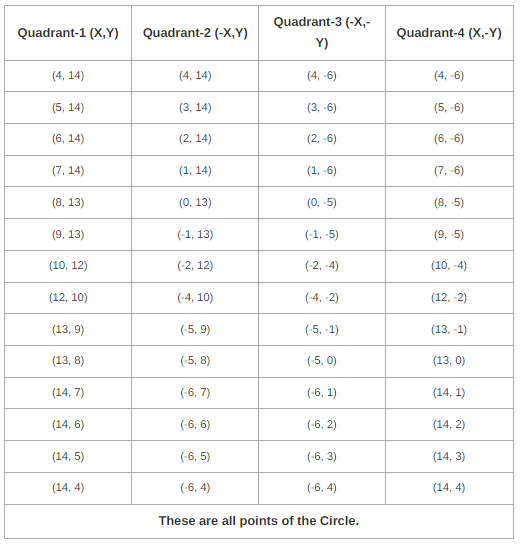 Quadrant-1 (X,Y) Quadrant-2 (-X,Y) Quadrant-3 (-X,-
Y) Quadrant-4 (X,-Y)
(4, 14) (4, 14) (4, -6) (4, -6)
(5, 14) (3, 14) (3, -6) (5, -6)
(6, 14) (2, 14) (2, -6) (6, -6)
(7, 14) (1, 14) (1, -6) (7, -6)
(8, 13) (0, 13) (0, -5) (8, -5)
(9, 13) (-1, 13) (-1, -5) (9, -5)
(10, 12) (-2, 12) (-2, -4) (10, -4)
(12, 10) (-4, 10) (-4, -2) (12, -2)
(13, 9) (-5, 9) (-5, -1) (13, -1)
(13, 8) (-5, 8) (-5, 0) (13, 0)
(14, 7) (-6, 7) (-6, 1) (14, 1)
(14, 6) (-6, 6) (-6, 2) (14, 2)
(14, 5) (-6, 5) (-6, 3) (14, 3)
(14, 4) (-6, 4) (-6, 4) (14, 4)
These are all points of the Circle.